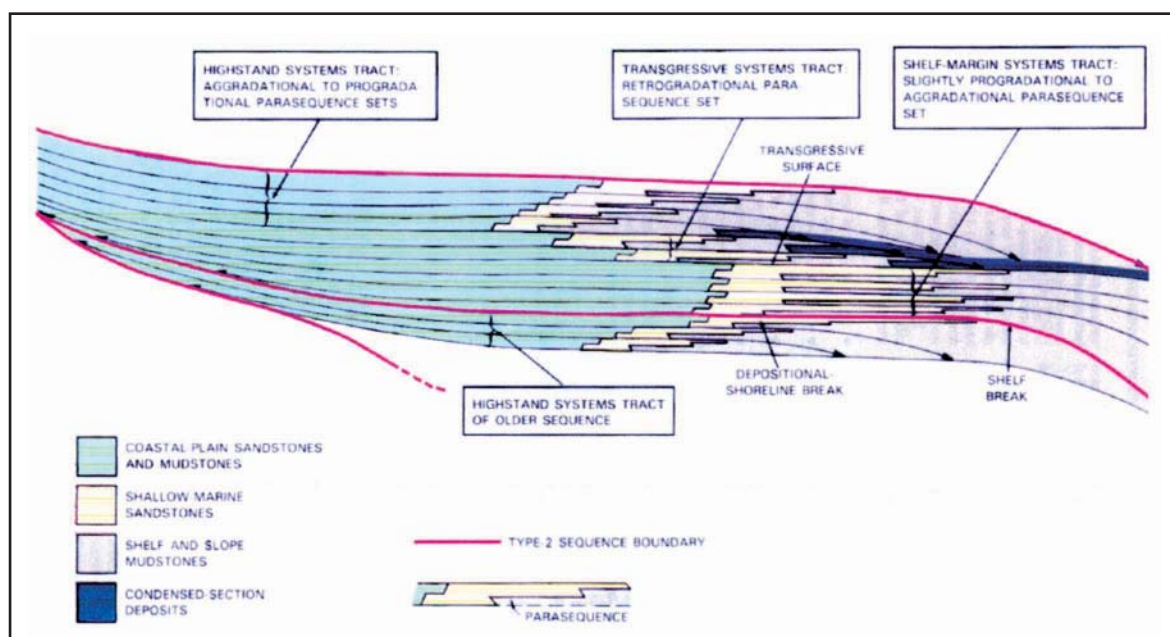 HIGHSTAND SYSTEMS TRACT:
AGGRADATIONAL TO PROGRADA
TIONAL PARASEQUENCE SETS
TRANSGRESSIVE SYSTEMS TRACT:
RETROGRADATIONAL PARA
SEQUENCE SET
SHELF-MARGIN SYSTEMS TRACT:
SLIGHTLY PROGRADATIONAL TO
AGGRADATIONAL PARASEQUENCE
SET
TRANSGRESSIVE
SURFACE
DEPOSITIONAL-
SHORELINE BREAK
SHELF
BREAK
HIGHSTAND SYSTEMS TRACT
OF OLDER SEQUENCE
COASTAL PLAIN SANDSTONES
AND MUDSTONES
SHALLOW MARINE
SANDSTONES
SHELF AND SLOPE
MUDSTONES
CONDENSED-SECTION
DEPOSITS
TYPE-2 SEQUENCE BOUNDARY
PARASEQUENCE